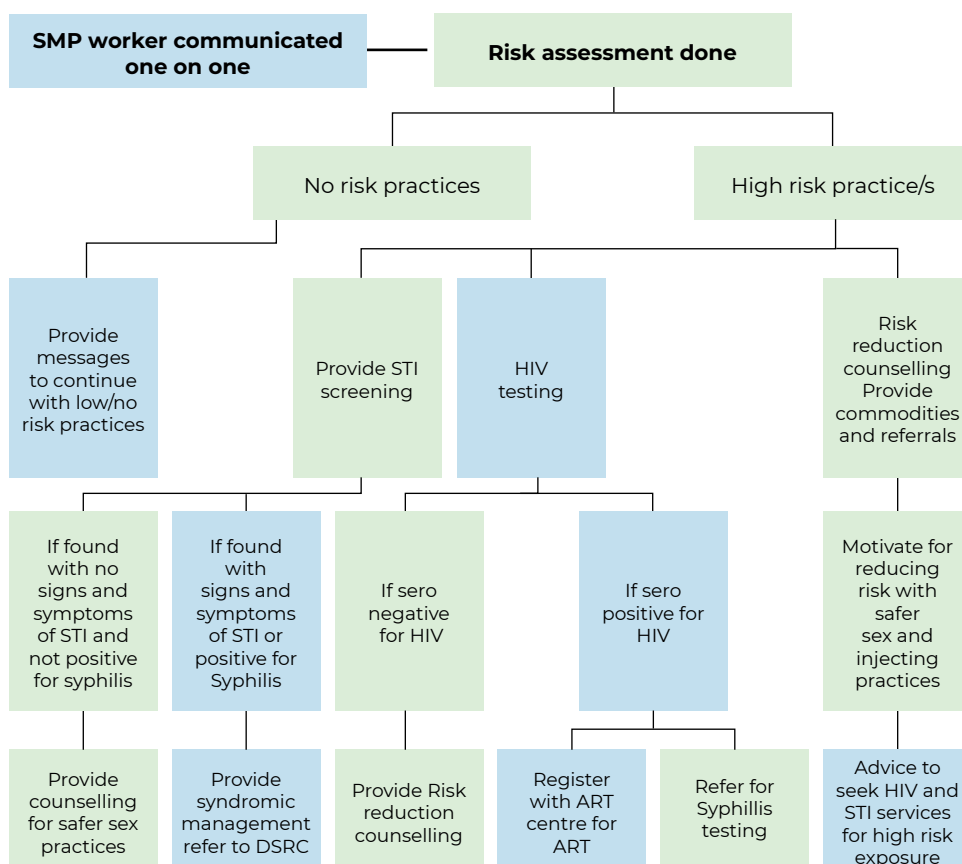 SMP worker communicated
one on one
Risk assessment done
No risk practices
High risk practice/s
Provide
messages
to continue
with low/no
risk practices
Provide STI
screening
HIV
testing
Risk
reduction
counselling
Provide
commodities
and referrals
If found
with no
signs and
symptoms
of STI and
not positive
for syphilis
If found
with
signs and
symptoms
of STI or
positive for
Syphilis
If sero
negative
for HIV
If sero
positive for
HIV
Motivate for
reducing
risk with
safer
sex and
injecting
practices
Provide
counselling
for safer sex
practices
Provide
syndromic
management
refer to DSRC
Provide Risk
reduction
counselling
Register
with ART
centre for
ART
Refer for
Syphillis
testing
Advice to
seek HIV and
STI services
for high risk
exposure